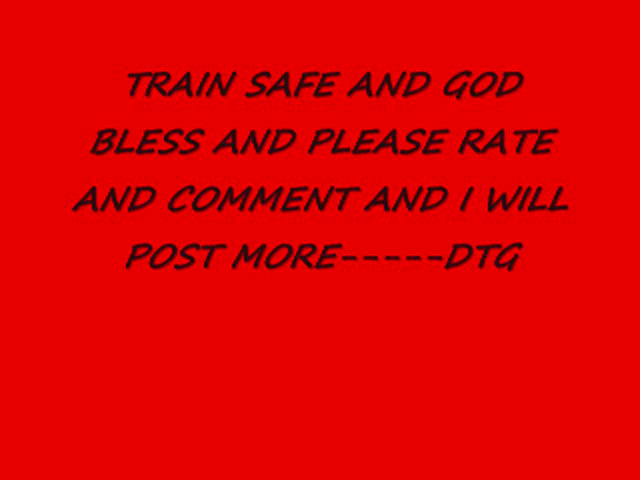 TRAIN SAFE AND GOD
BLESS AND PLEASE RATE
AND COMMENT AND I WILL
POST MORE-----DTG